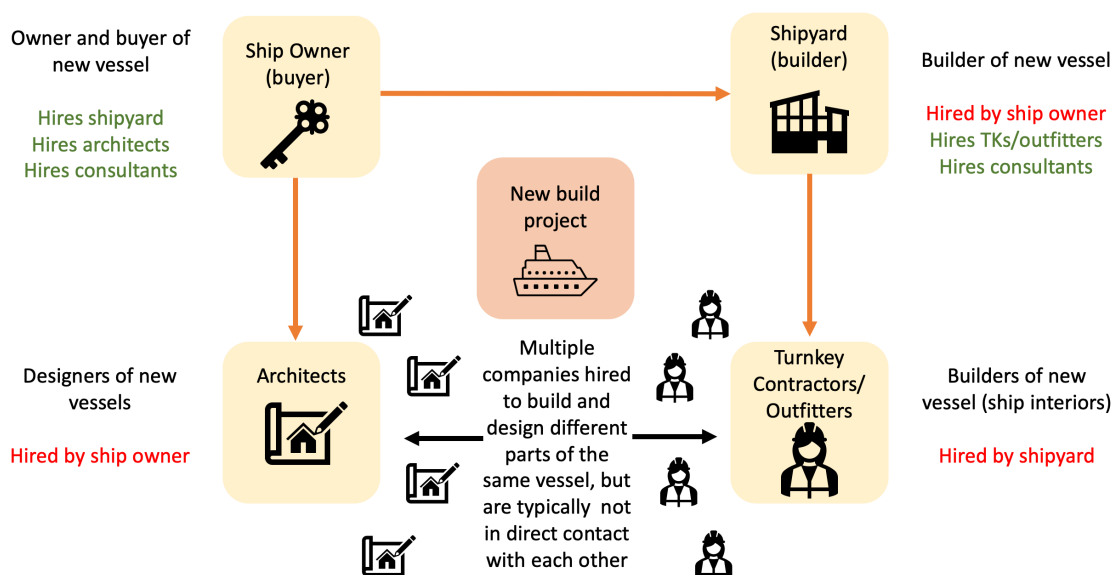 Owner and buyer of
new vessel
Hires shipyard
Hires architects
Hires consultants
Ship Owner
(buyer)
Shipyard
(builder)
Builder of new vessel
Hired by ship owner
Hires TKs/outfitters
Hires consultants
New build
project
Designers of new
vessels
Hired by ship owner
Architects
Multiple
companies hired
to build and
design different
parts of the
same vessel, but
are typically not
in direct contact
with each other
Turnkey
Contractors/
Outfitters
Builders of new
vessel (ship interiors)
Hired by shipyard